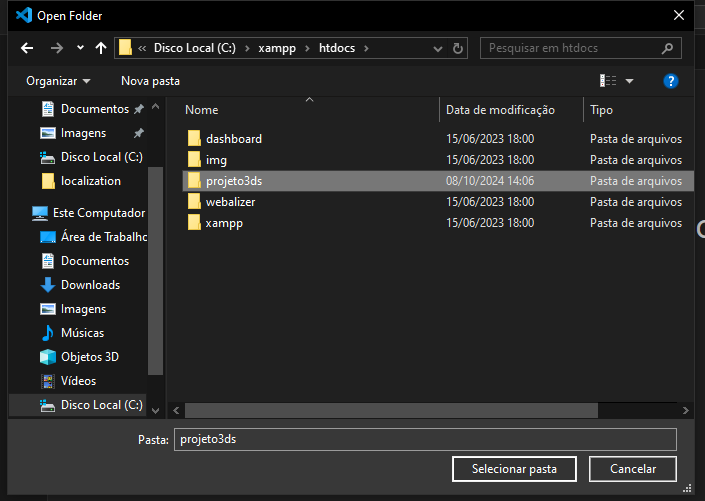 Open Folder
« Disco Local (C:) › xampp › htdocs ›
Pesquisar em htdocs
Organizar
Nova pasta
Documentos
Imagens
Disco Local (C:)
localization
Este Computador
Área de Trabalho
Documentos
Downloads
Imagens
Músicas
Objetos 3D
Vídeos
Disco Local (C:)
Nome Data de modificação Tipo
dashboard 15/06/2023 18:00 Pasta de arquivos
img 15/06/2023 18:00 Pasta de arquivos
projeto3ds 08/10/2024 14:06 Pasta de arquivos
webalizer 15/06/2023 18:00 Pasta de arquivos
xampp 15/06/2023 18:00 Pasta de arquivos
Pasta: projeto3ds
Selecionar pasta
Cancelar